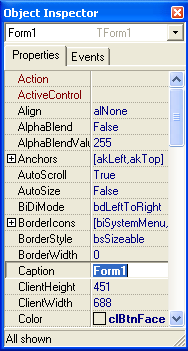 Object Inspector
Form1 TForm1
Properties Events
Action
ActiveControl
Align alNone
AlphaBlend False
AlphaBlendValu 255
Anchors [akLeft,akTop]
AutoScroll True
AutoSize False
BiDiMode bdLeftToRight
BorderIcons [biSystemMenu,
BorderStyle bsSizeable
BorderWidth 0
Caption Form1
ClientHeight 451
ClientWidth 688
Color clBtnFace
All shown